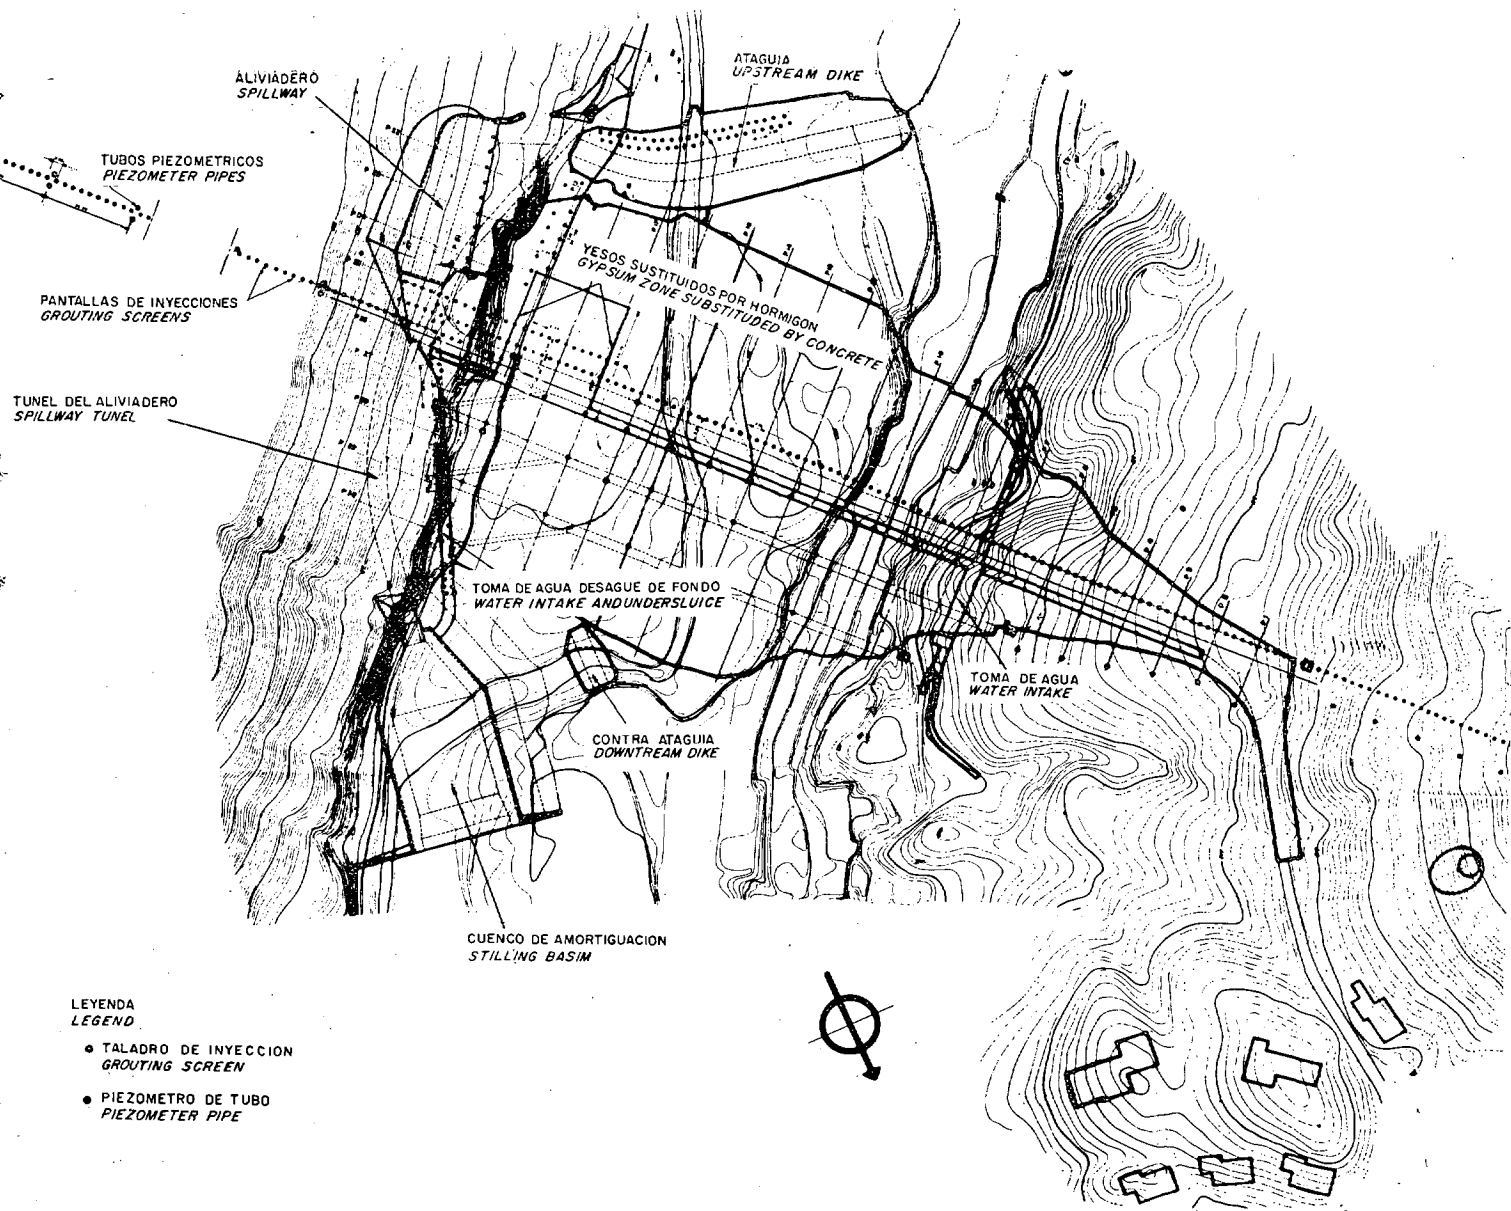 ALIVIADERO
SPILLWAY
ATAGUIA
UPSTREAM DIKE
TUBOS PIEZOMETRICOS
PIEZOMETER PIPES
YESOS SUSTITUIDOS POR HORMIGON
GYPSUM ZONE SUBSTITUDED BY CONCRETE
PANTALLAS DE INYECCIONES
GROUTING SCREENS
TUNEL DEL ALIVIADERO
SPILLWAY TUNEL
TOMA DE AGUA DESAGUE DE FONDO
WATER INTAKE AND UNDERSLUICE
TOMA DE AGUA
WATER INTAKE
CONTRA ATAGUIA
DOWNTREAM DIKE
CUENCO DE AMORTIGUACION
STILLING BASIM
LEYENDA
LEGEND
TALADRO DE INYECCION
GROUTING SCREEN
PIEZOMETRO DE TUBO
PIEZOMETER PIPE